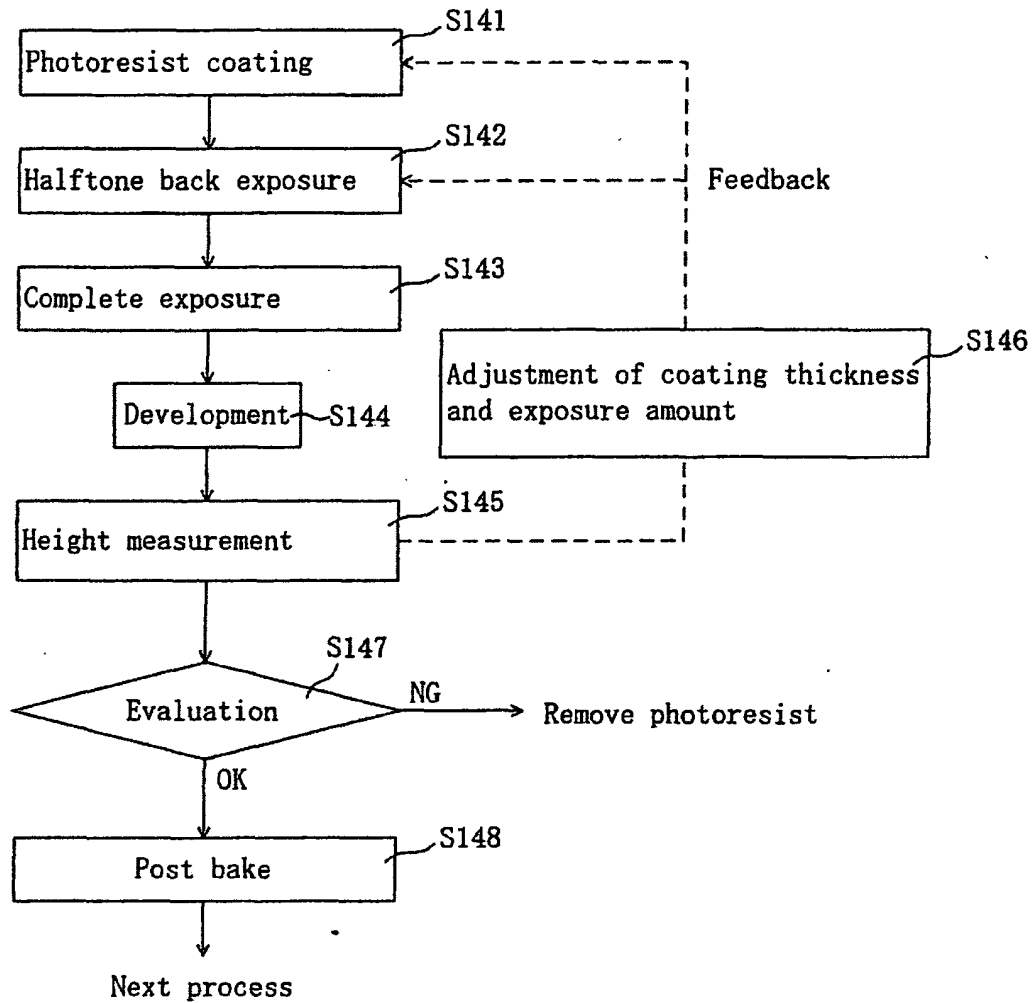 S141
Photoresist coating
S142
Halftone back exposure
Feedback
S143
Complete exposure
S146
Adjustment of coating thickness
and exposure amount
Development
S144
S145
Height measurement
S147
Evaluation
NG
Remove photoresist
OK
S148
Post bake
Next process